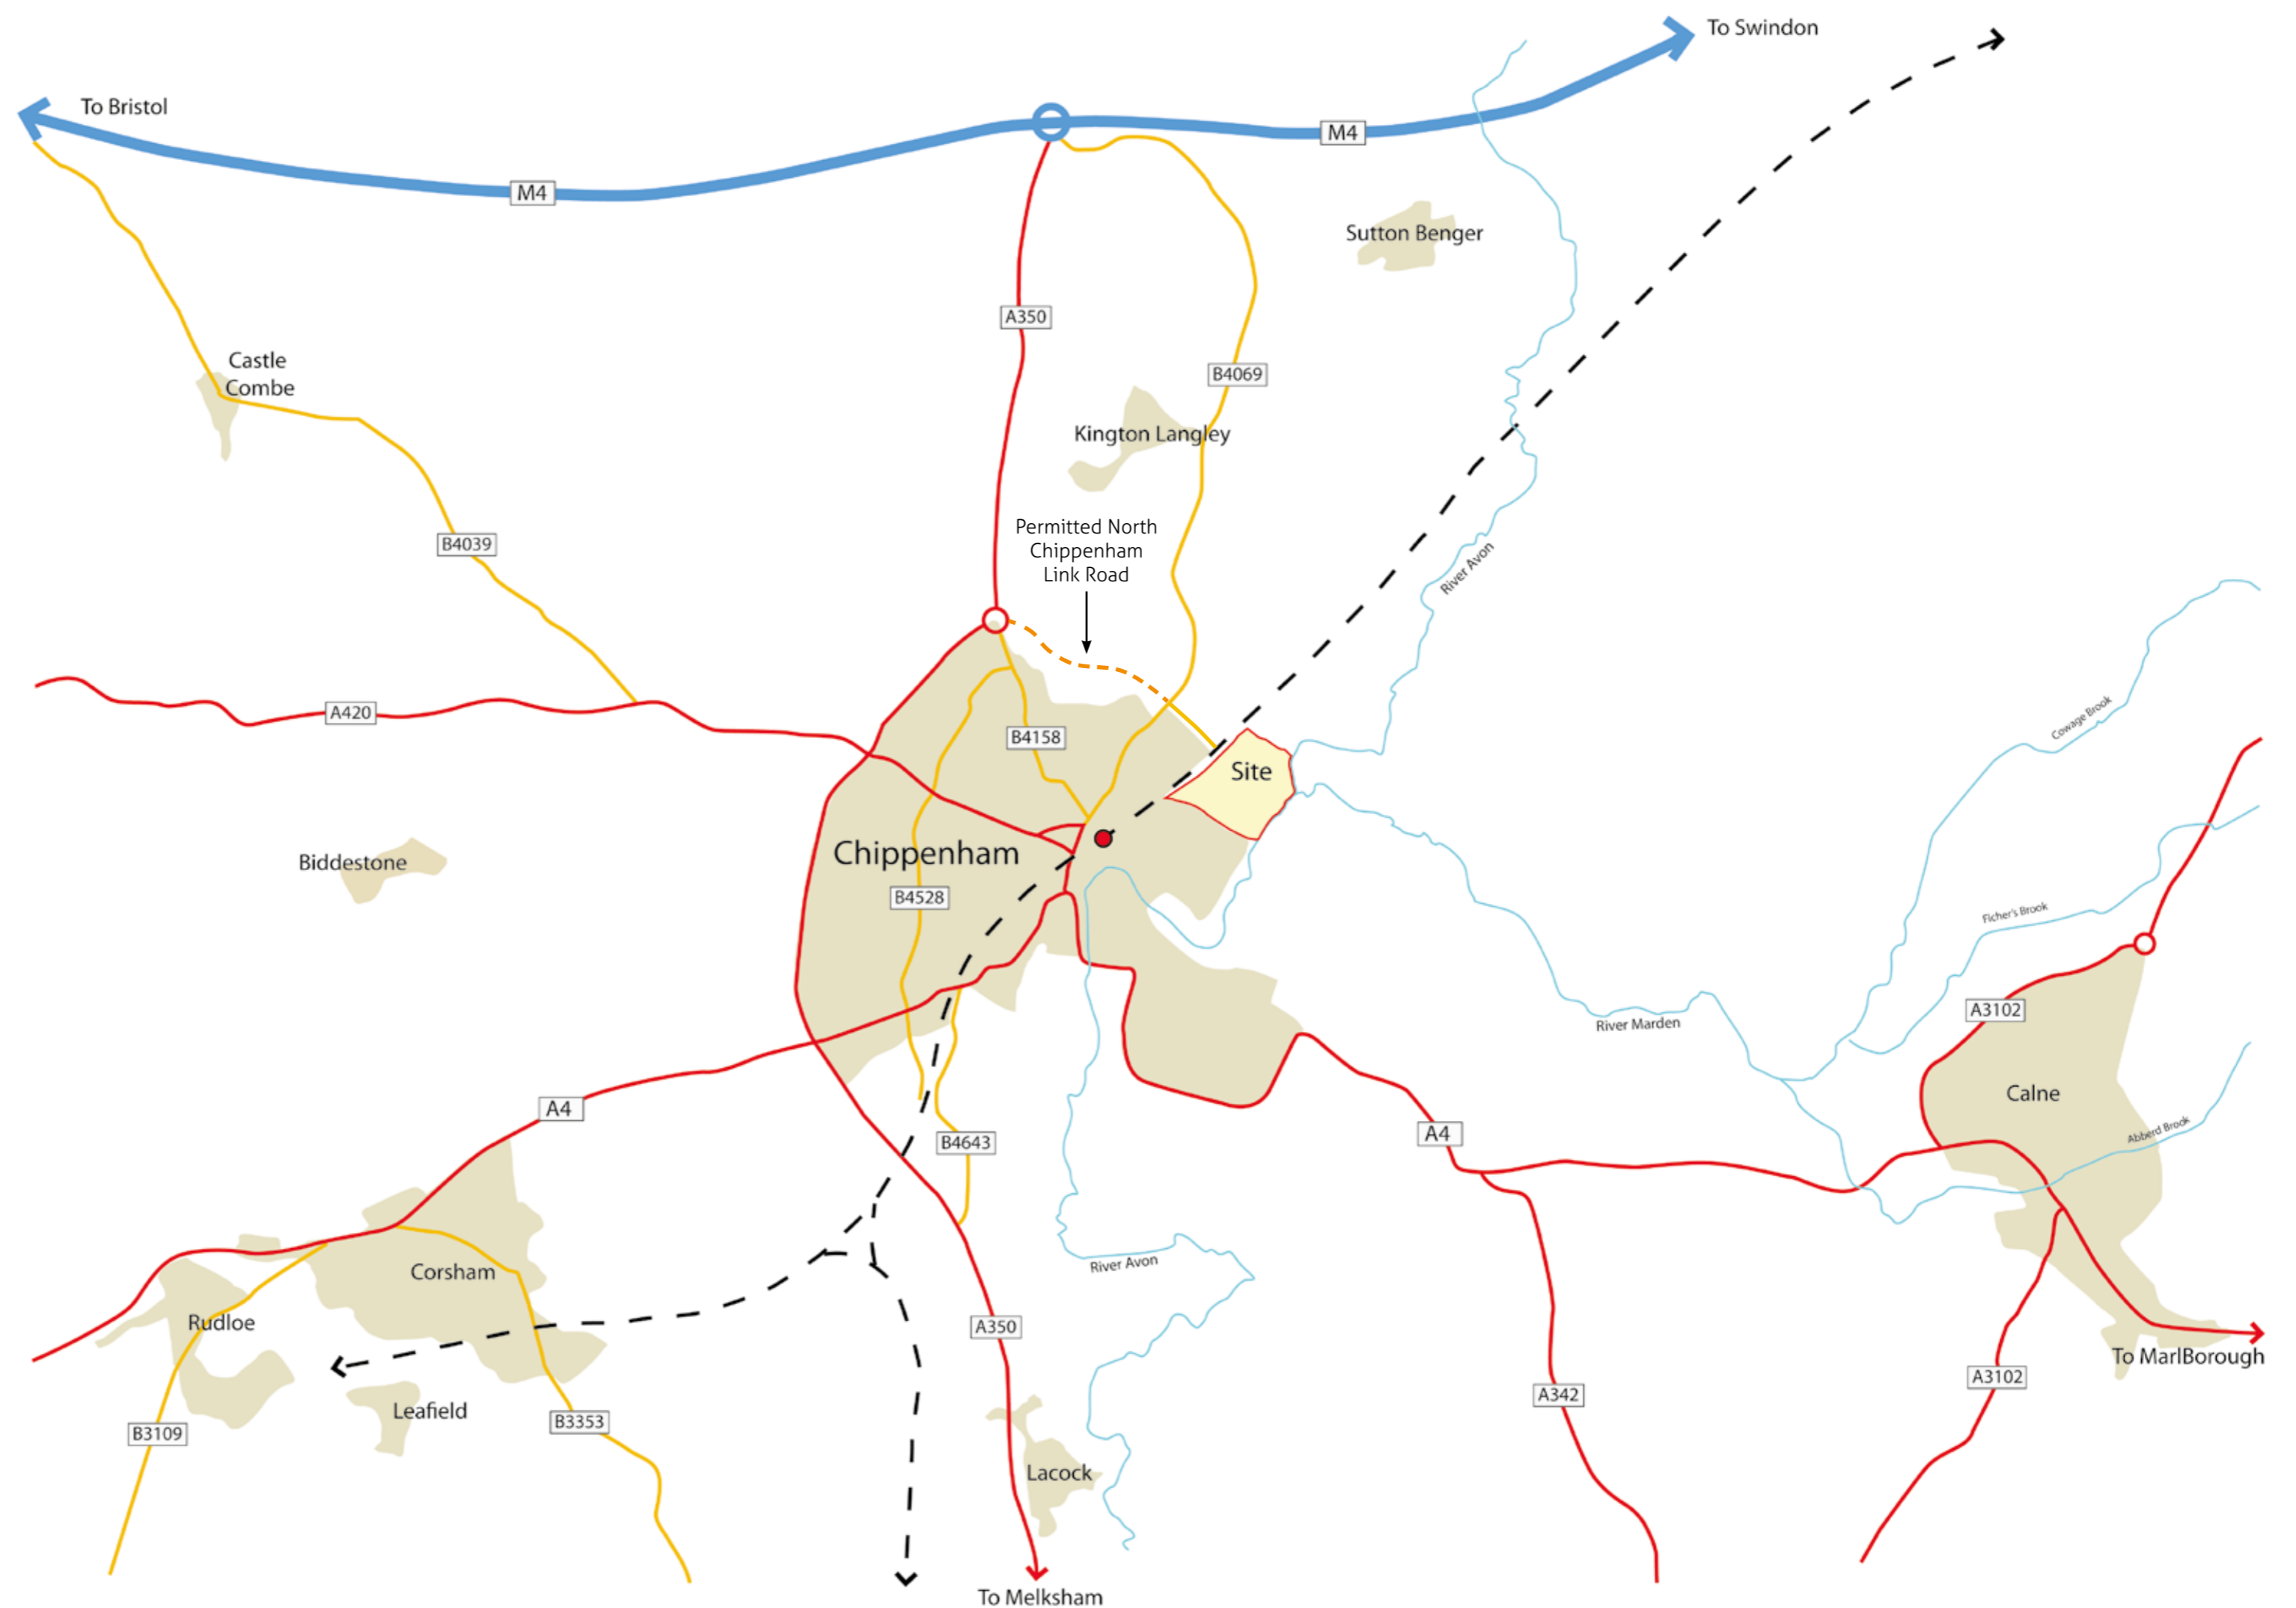 To Swindon
To Bristol
M4
M4
Sutton Benger
A350
Castle
Combe
B4069
Kington Langley
Permitted North
Chippenham
Link Road
B4039
River Avon
A420
B4158
Cowage Brook
Site
Chippenham
Biddestone
B4528
Ficher's Brook
A3102
River Marden
Calne
A4
A4
Abberd Brook
B4643
River Avon
Corsham
Rudloe
A350
To MarlBorough
A3102
A342
Leafield
B3353
B3109
Lacock
To Melksham